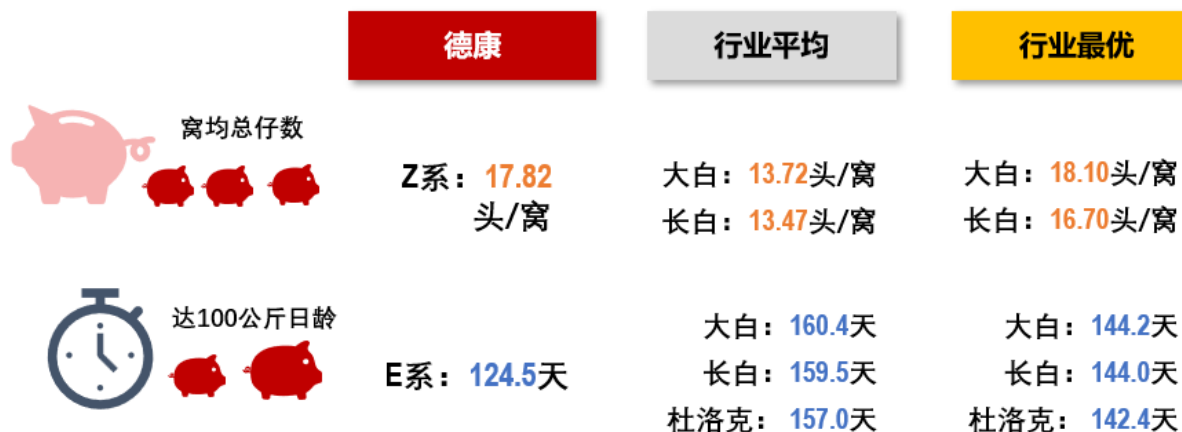 德康 行业平均 行业最优
窝均总仔数
Z系：17.82
头/窝
大白：13.72头/窝
长白：13.47头/窝
大白：18.10头/窝
长白：16.70头/窝
达100公斤日龄
E系：124.5天
大白：160.4天
长白：159.5天
杜洛克：157.0天
大白：144.2天
长白：144.0天
杜洛克：142.4天